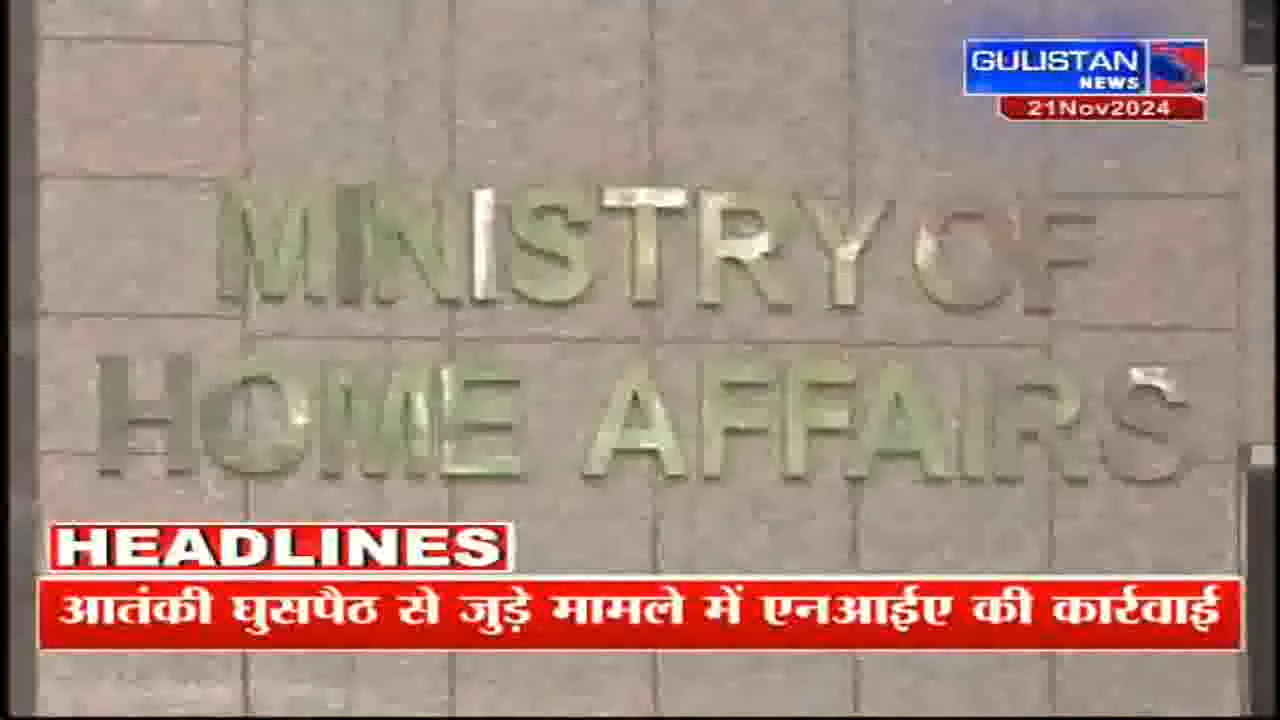 GULISTAN
NEWS
21Nov2024
MINISTRY OF
HOME AFFAIRS
HEADLINES
आतंकी घुसपैठ से जुड़े मामले में एनआईए की कार्रवाई